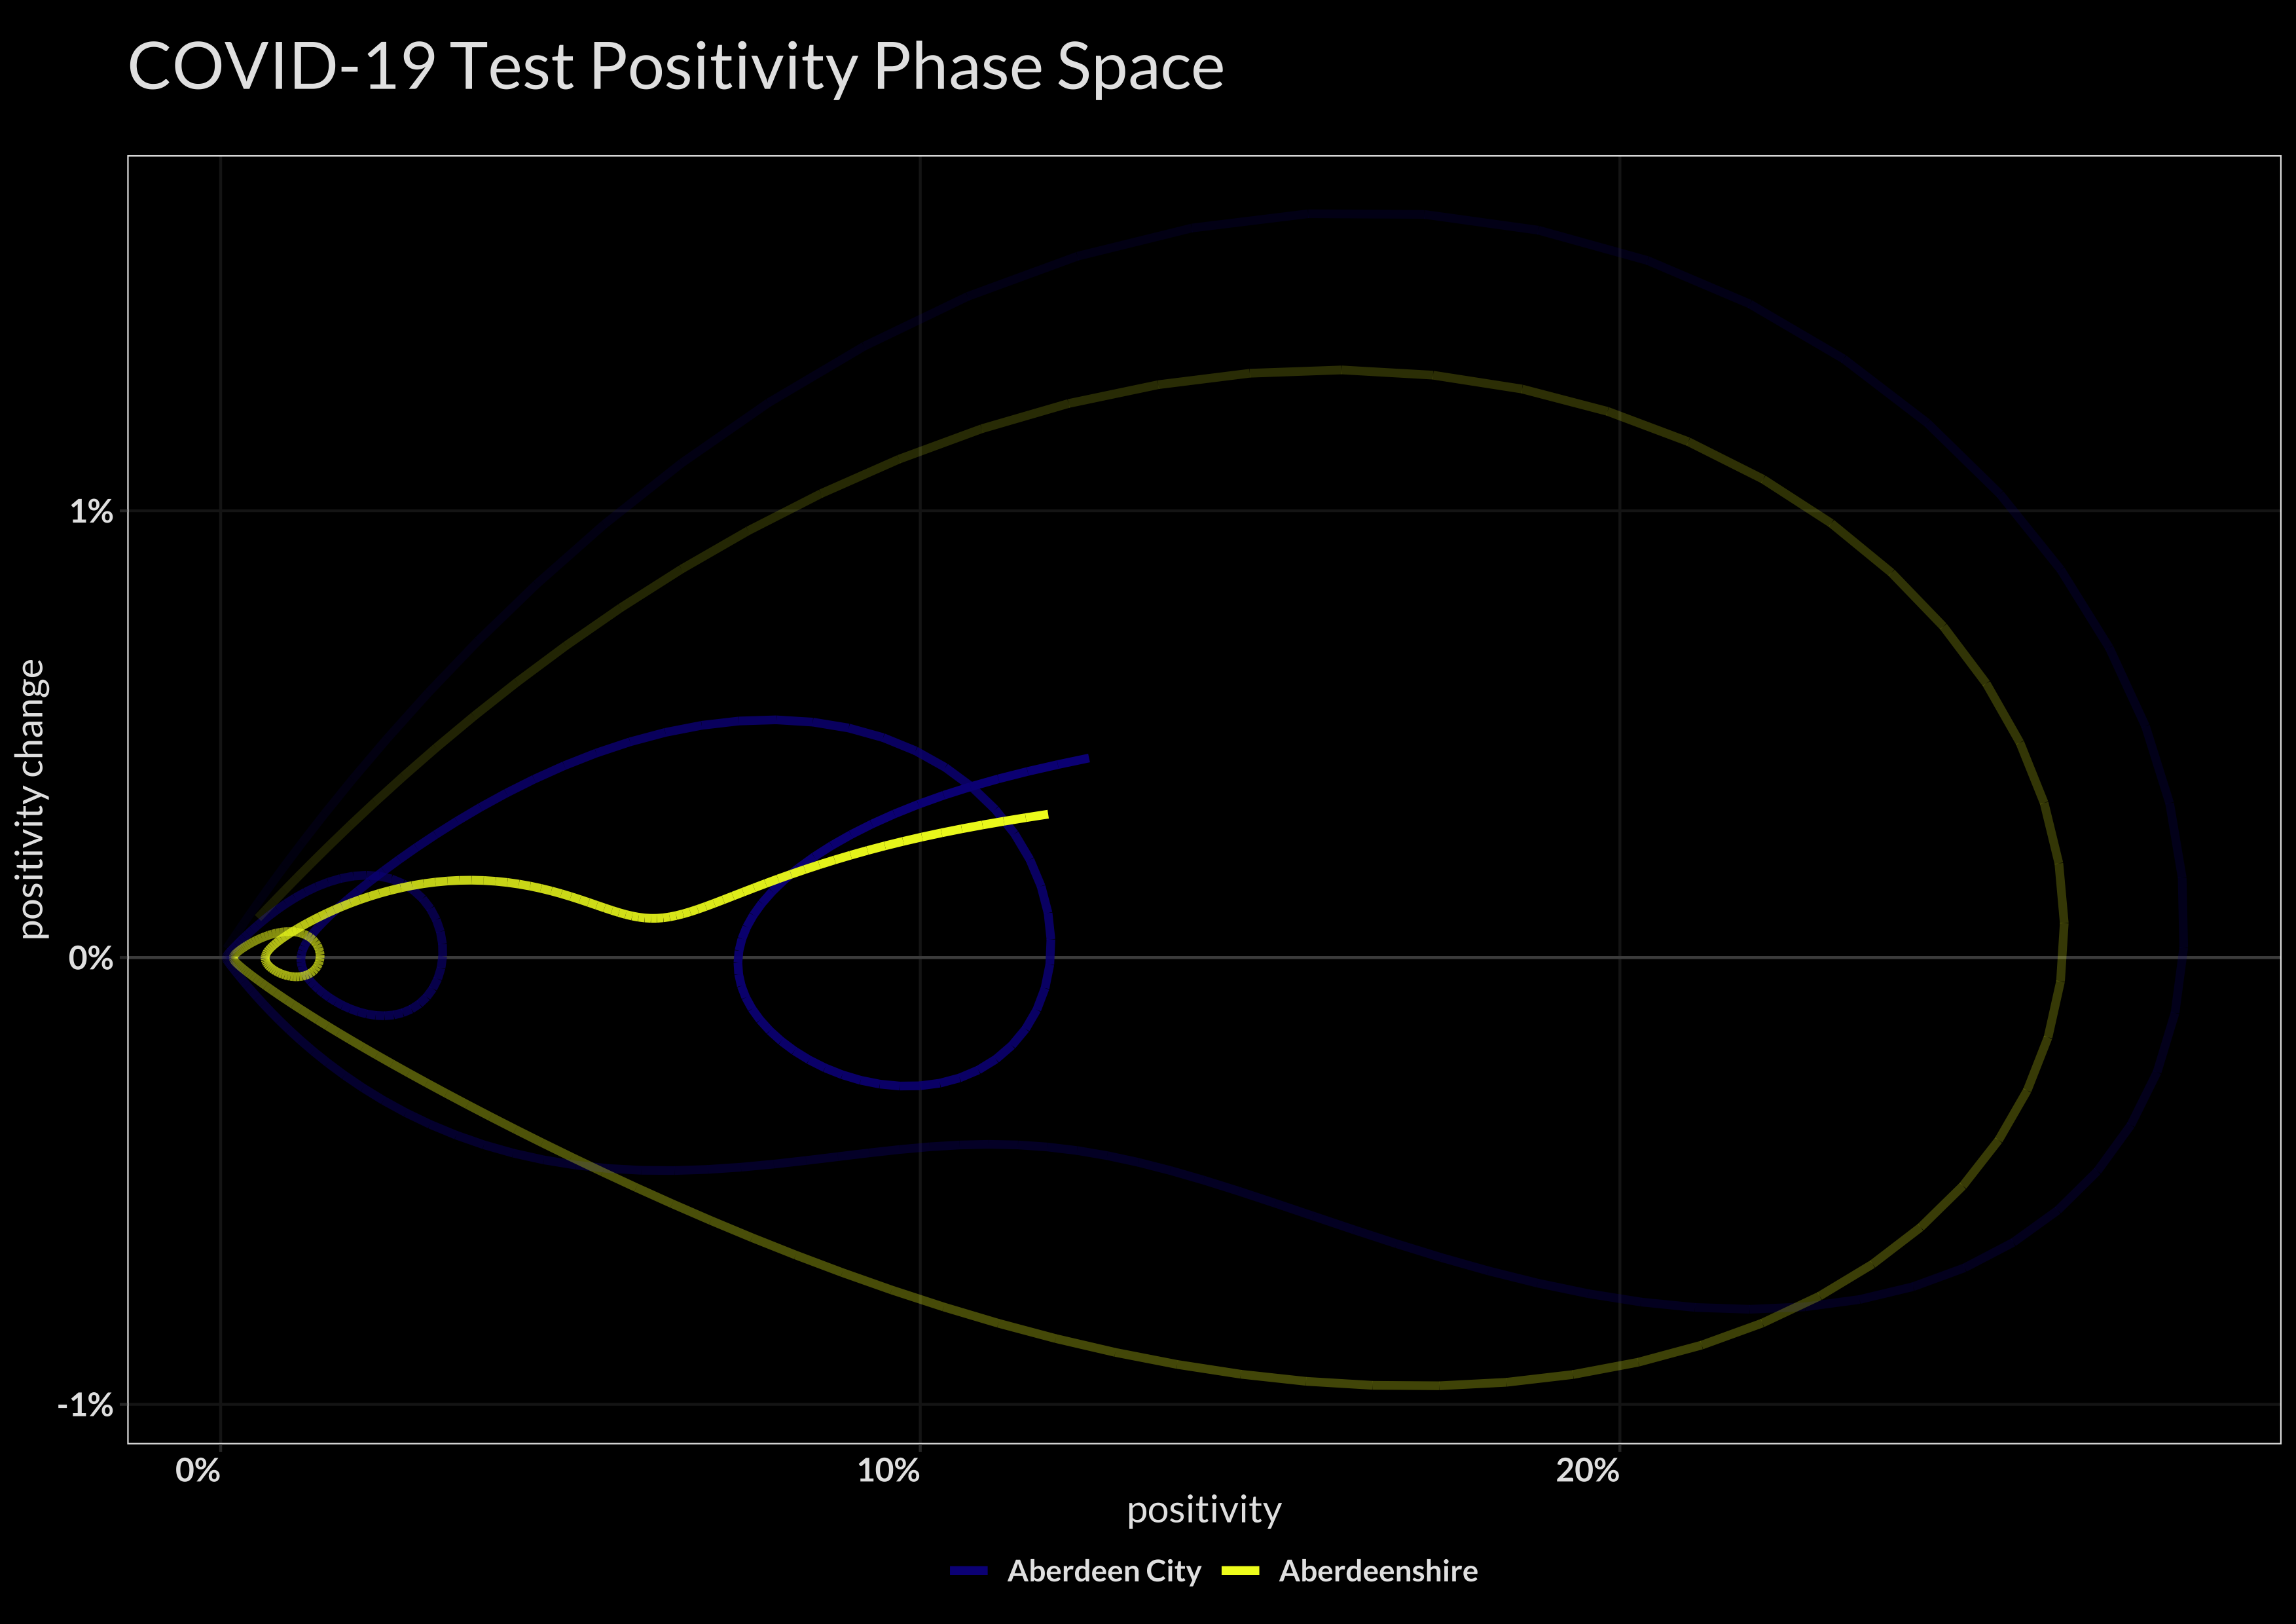 COVID-19 Test Positivity Phase Space
positivity change
1%
0%
-1%
0% 10% 20%
positivity
Aberdeen City Aberdeenshire